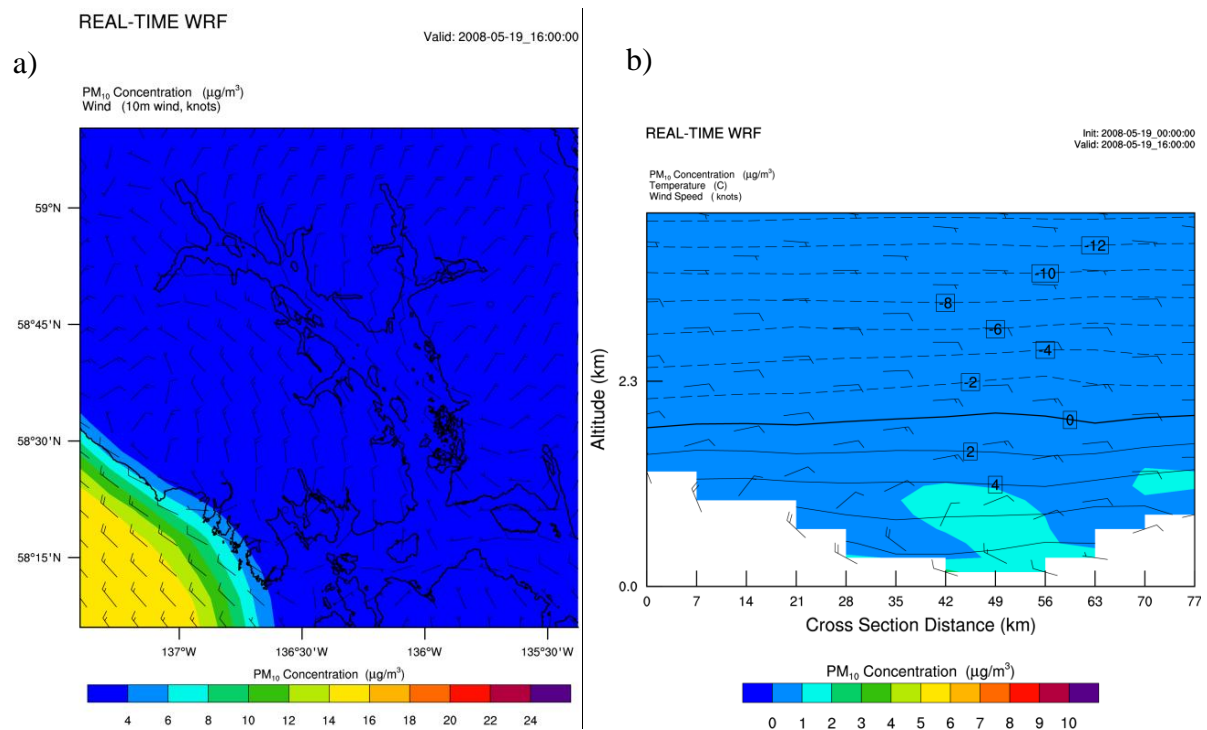 REAL-TIME WRF
Valid: 2008-05-19_16:00:00
a)
PM₁₀ Concentration (µg/m³)
Wind (10m wind, knots)
59°N
58°45'N
58°30'N
58°15'N
137°W 136°30'W 136°W 135°30'W
PM₁₀ Concentration (µg/m³)
4 6 8 10 12 14 16 18 20 22 24
b)
REAL-TIME WRF
Init: 2008-05-19_00:00:00
Valid: 2008-05-19_16:00:00
PM₁₀ Concentration (µg/m³)
Temperature (C)
Wind Speed ( knots)
-12
-10
-8
-6
-4
-2
0
2
4
Altitude (km)
2.3
0.0
0 7 14 21 28 35 42 49 56 63 70 77
Cross Section Distance (km)
PM₁₀ Concentration (µg/m³)
0 1 2 3 4 5 6 7 8 9 10